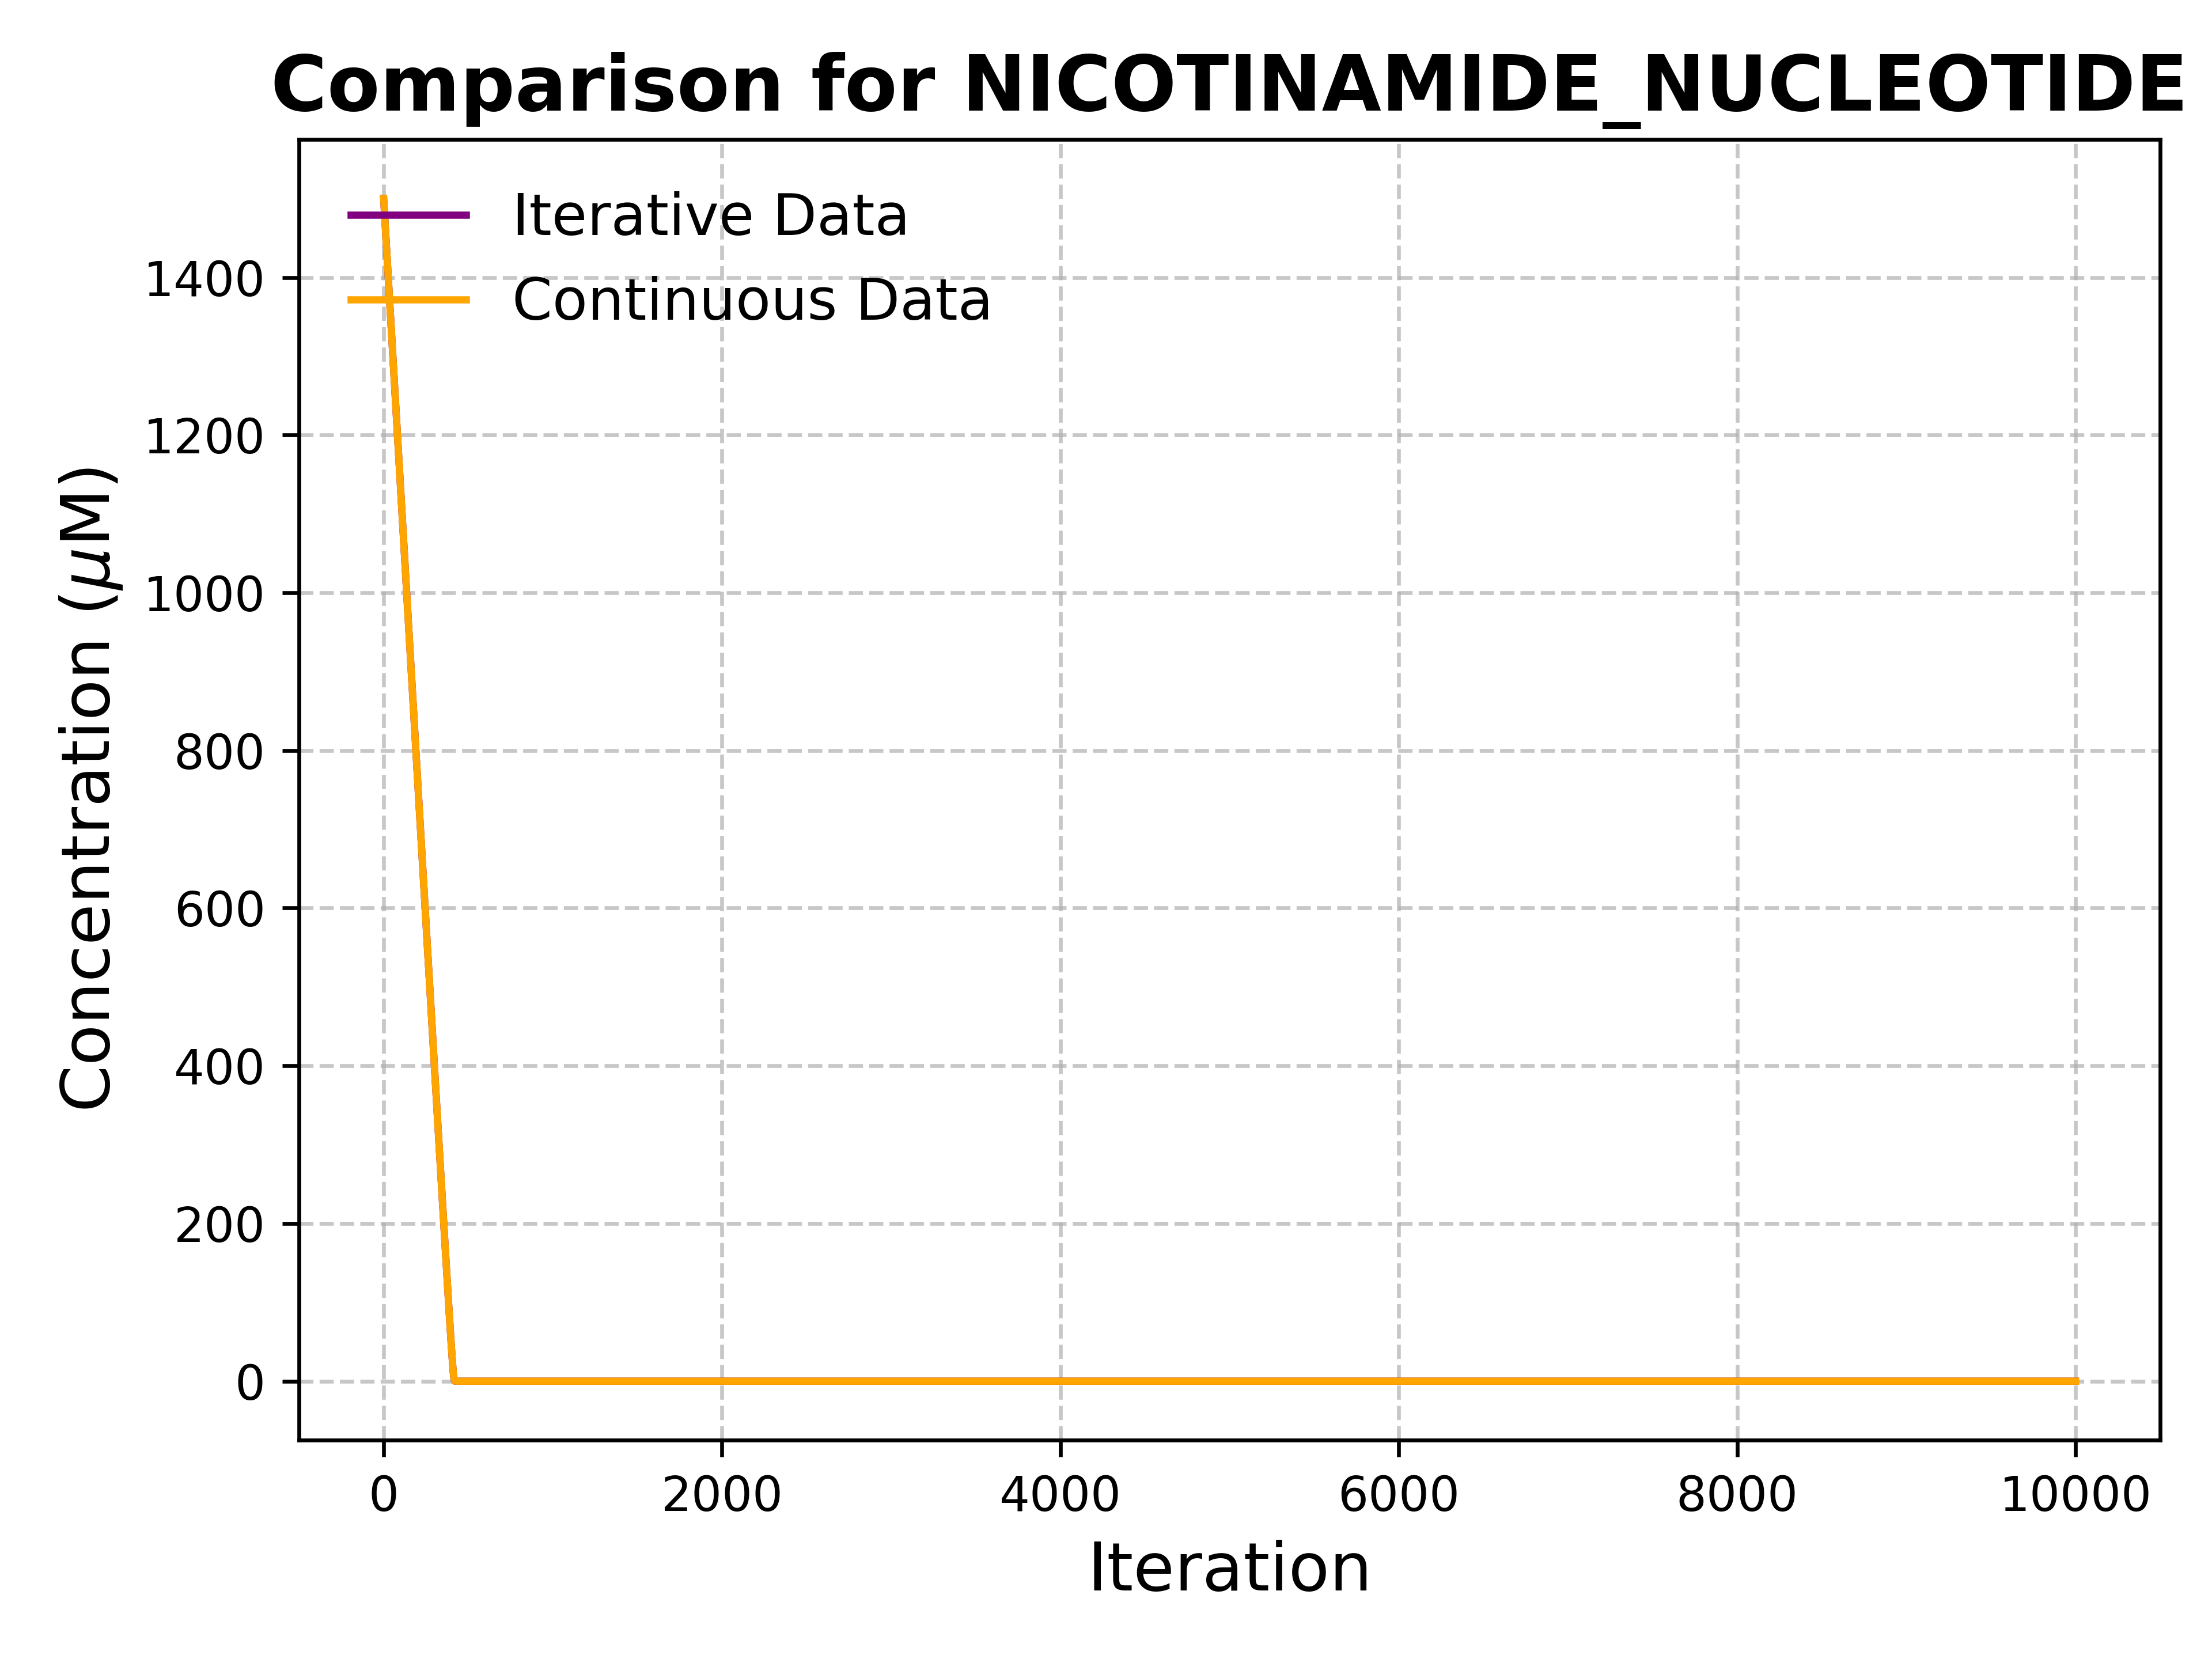 Comparison for NICOTINAMIDE_NUCLEOTIDE
Iterative Data
Continuous Data
Concentration (μM)
1400
1200
1000
800
600
400
200
0
0 2000 4000 6000 8000 10000
Iteration